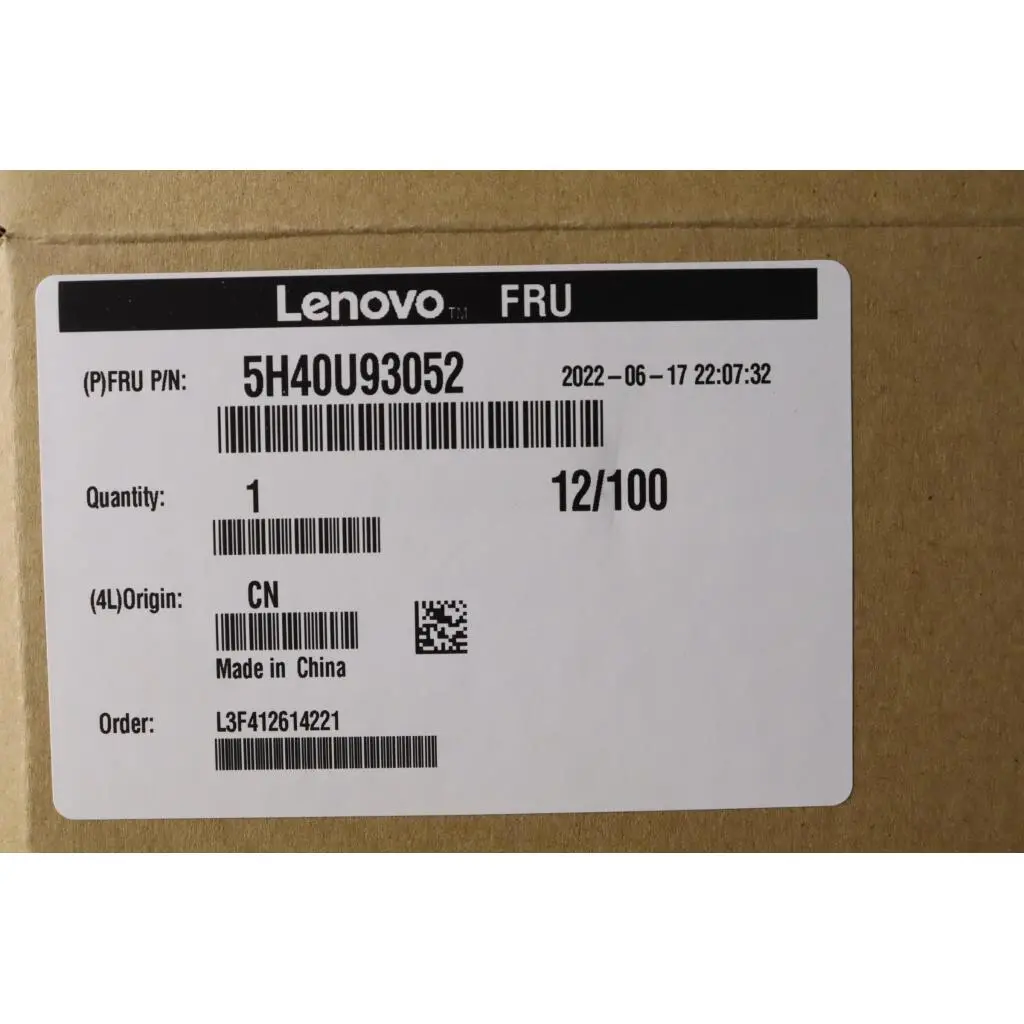 Lenovo™ FRU
(P)FRU P/N: 5H40U93052 2022-06-17 22:07:32
Quantity: 1 12/100
(4L)Origin: CN
Made in China
Order: L3F412614221